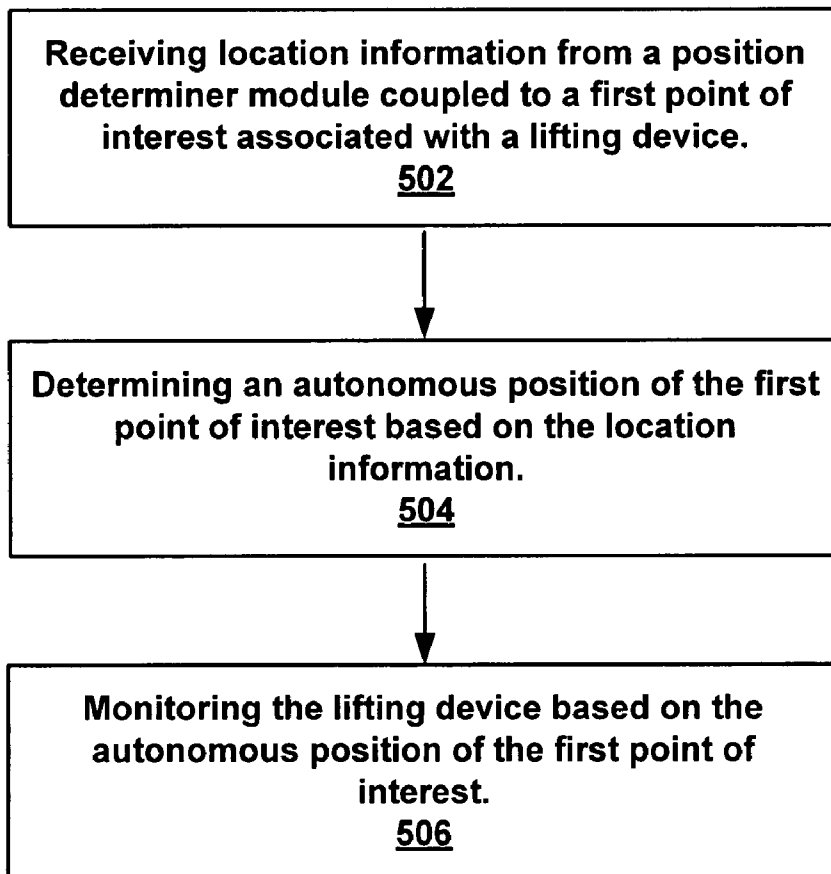 Receiving location information from a position
determiner module coupled to a first point of
interest associated with a lifting device.
502
Determining an autonomous position of the first
point of interest based on the location
information.
504
Monitoring the lifting device based on the
autonomous position of the first point of
interest.
506